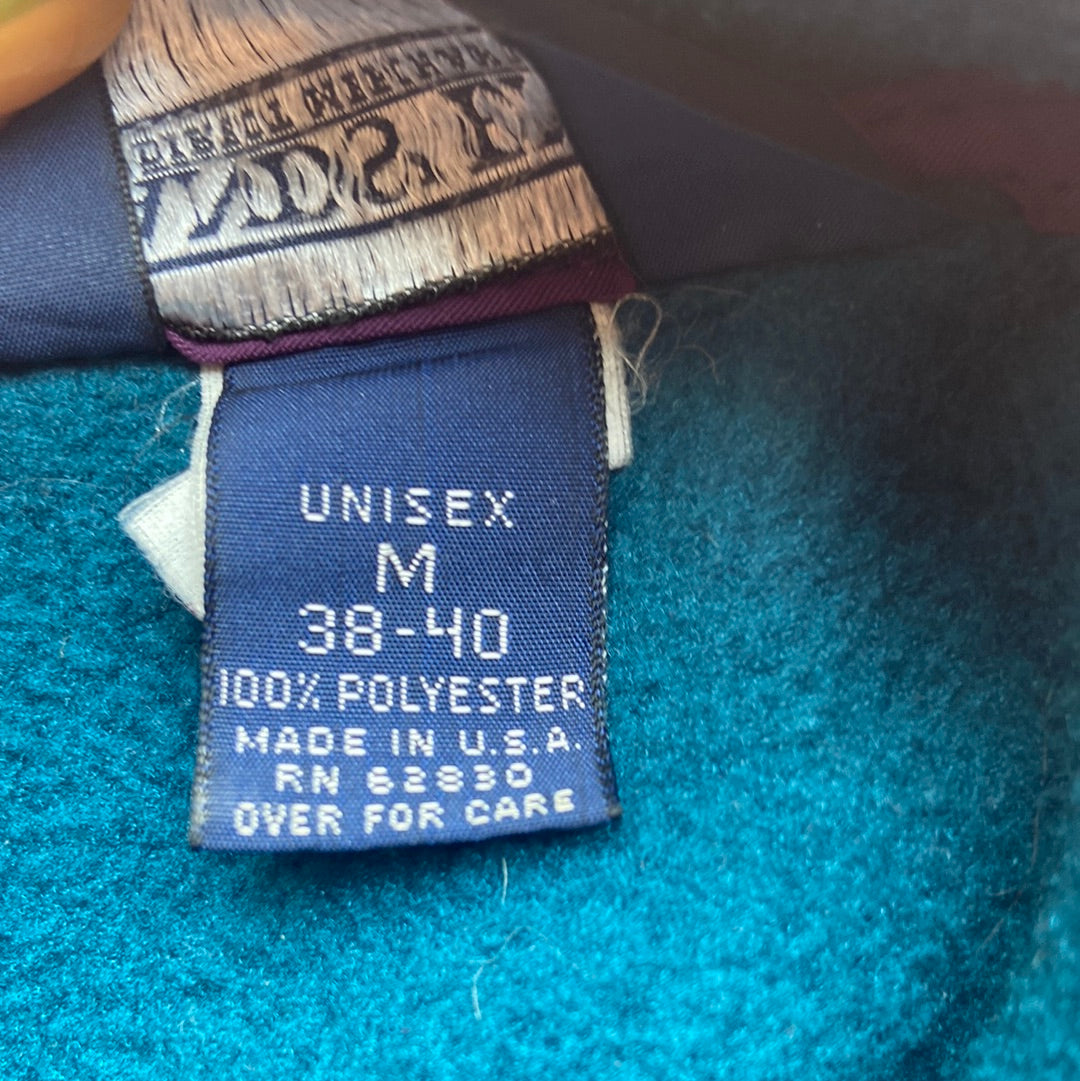 UNISEX
M
38-40
100% POLYESTER
MADE IN U.S.A.
RN 62830
OVER FOR CARE